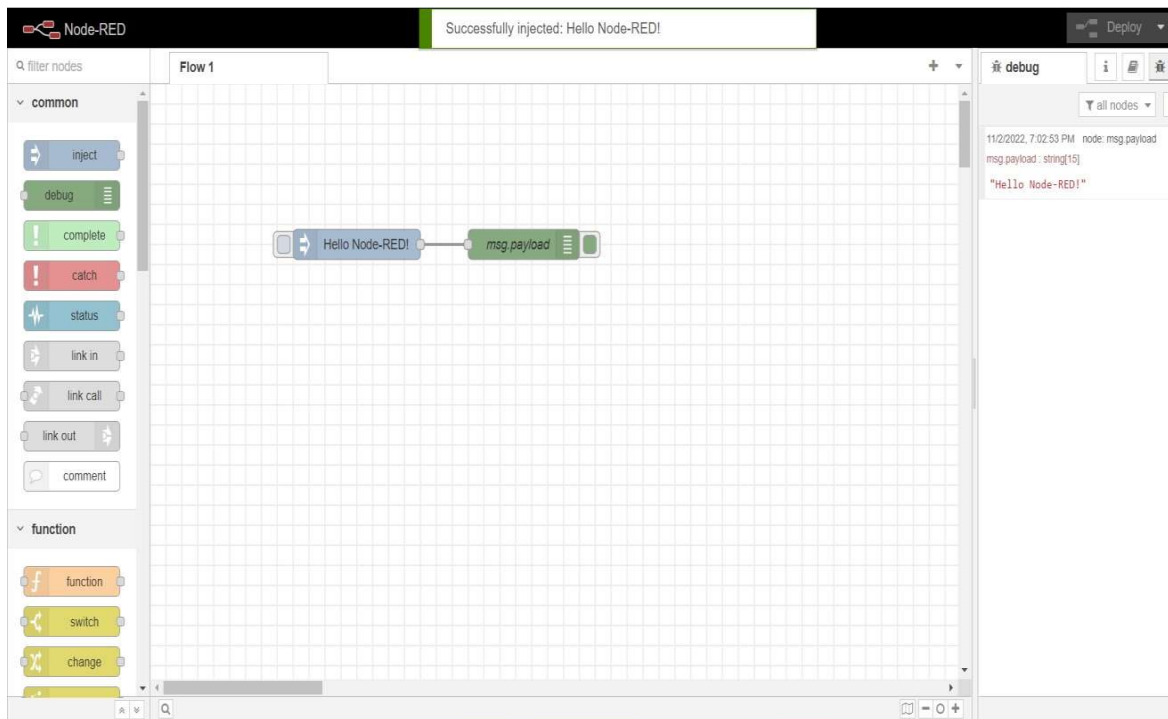 Node-RED
Successfully injected: Hello Node-RED!
Deploy
filter nodes
Flow 1
debug
i
common
all nodes
inject
debug
complete
catch
status
link in
link call
link out
comment
function
function
switch
change
Hello Node-RED!
msg.payload
11/2/2022, 7:02:53 PM node: msg.payload
msg.payload : string[15]
"Hello Node-RED!"